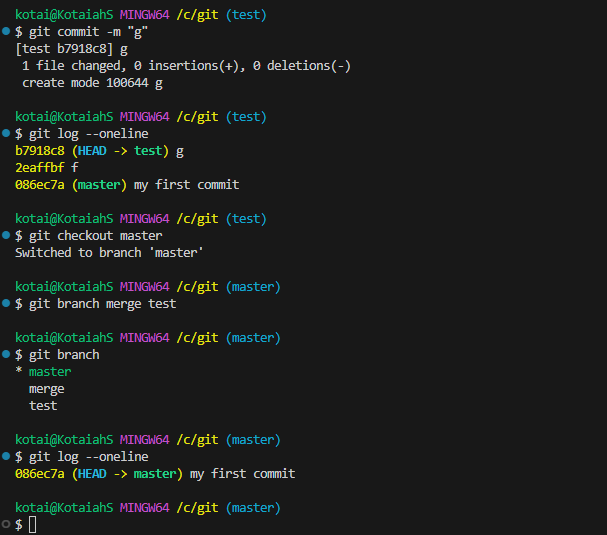 kotai@KotaiahS MINGW64 /c/git (test)
$ git commit -m "g"
[test b7918c8] g
 1 file changed, 0 insertions(+), 0 deletions(-)
 create mode 100644 g
kotai@KotaiahS MINGW64 /c/git (test)
$ git log --oneline
b7918c8 (HEAD -> test) g
2eaffbf f
086ec7a (master) my first commit
kotai@KotaiahS MINGW64 /c/git (test)
$ git checkout master
Switched to branch 'master'
kotai@KotaiahS MINGW64 /c/git (master)
$ git branch merge test
kotai@KotaiahS MINGW64 /c/git (master)
$ git branch
* master
  merge
  test
kotai@KotaiahS MINGW64 /c/git (master)
$ git log --oneline
086ec7a (HEAD -> master) my first commit
kotai@KotaiahS MINGW64 /c/git (master)
$